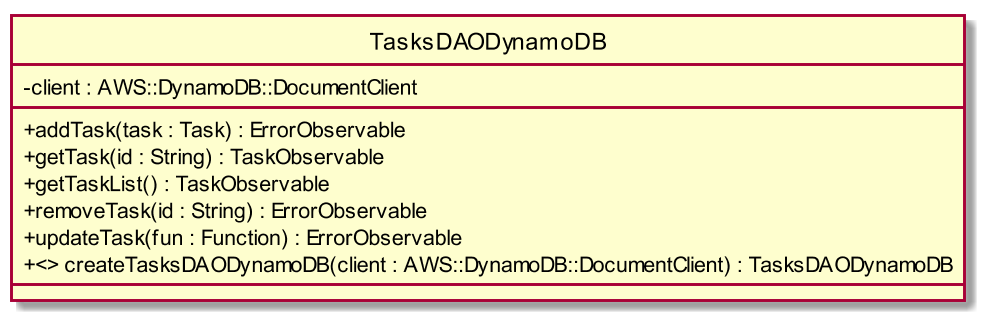 TasksDAODynamoDB
-client : AWS::DynamoDB::DocumentClient
+addTask(task : Task) : ErrorObservable
+getTask(id : String) : TaskObservable
+getTaskList() : TaskObservable
+removeTask(id : String) : ErrorObservable
+updateTask(fun : Function) : ErrorObservable
+<> createTasksDAODynamoDB(client : AWS::DynamoDB::DocumentClient) : TasksDAODynamoDB